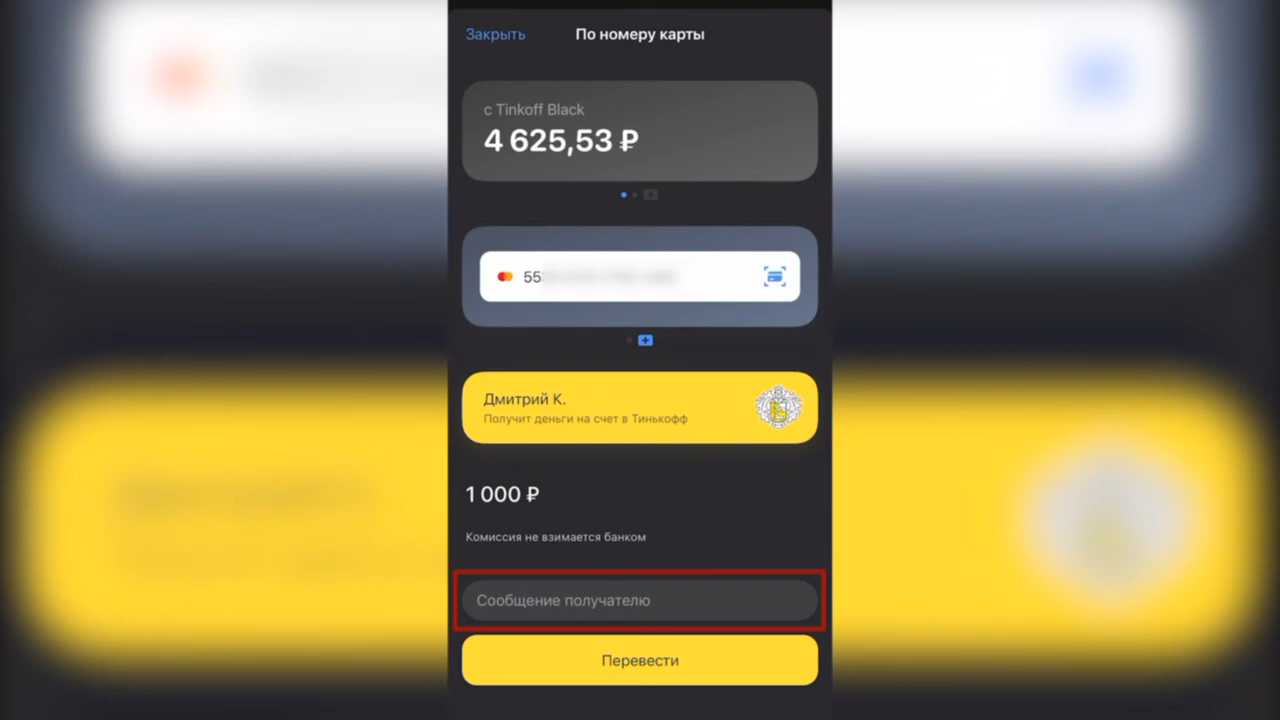 Закрыть
По номеру карты
с Tinkoff Black
4 625,53 ₽
55
Дмитрий К.
Получит деньги на счет в Тинькофф
1 000 ₽
Комиссия не взимается банком
Сообщение получателю
Перевести